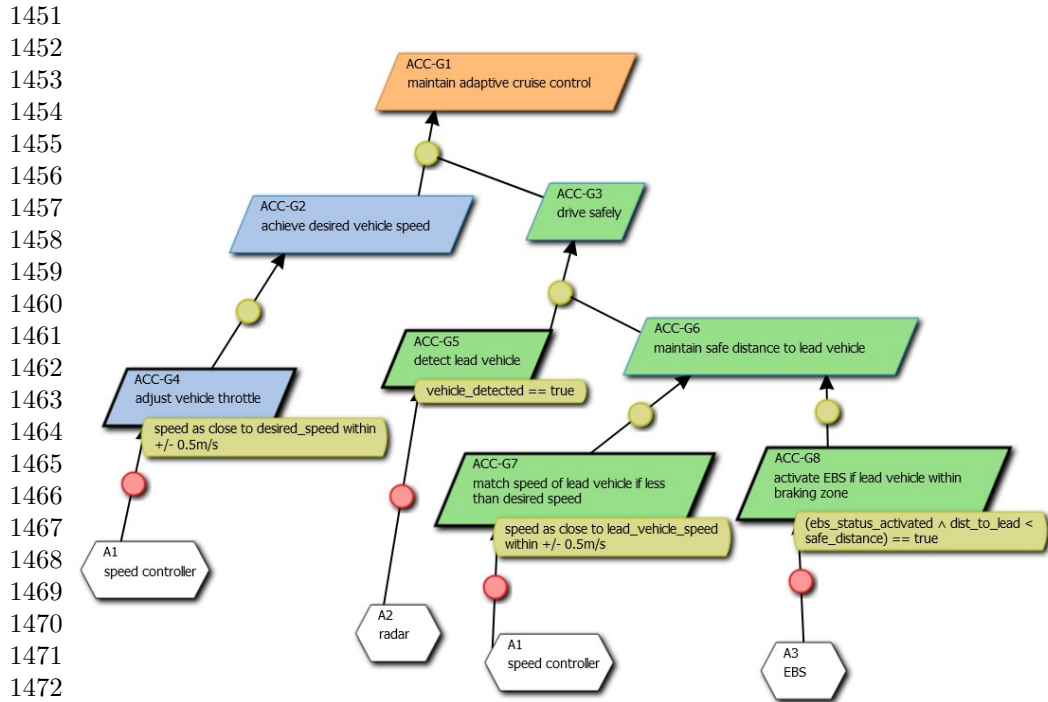 1451
1452
1453
1454
1455
1456
1457
1458
1459
1460
1461
1462
1463
1464
1465
1466
1467
1468
1469
1470
1471
1472
ACC-G1
maintain adaptive cruise control
ACC-G2
achieve desired vehicle speed
ACC-G3
drive safely
ACC-G4
adjust vehicle throttle
speed as close to desired_speed within
+/- 0.5m/s
ACC-G5
detect lead vehicle
vehicle_detected == true
ACC-G6
maintain safe distance to lead vehicle
ACC-G7
match speed of lead vehicle if less
than desired speed
speed as close to lead_vehicle_speed
within +/- 0.5m/s
ACC-G8
activate EBS if lead vehicle within
braking zone
(ebs_status_activated ∧ dist_to_lead <
safe_distance) == true
A1
speed controller
A2
radar
A1
speed controller
A3
EBS